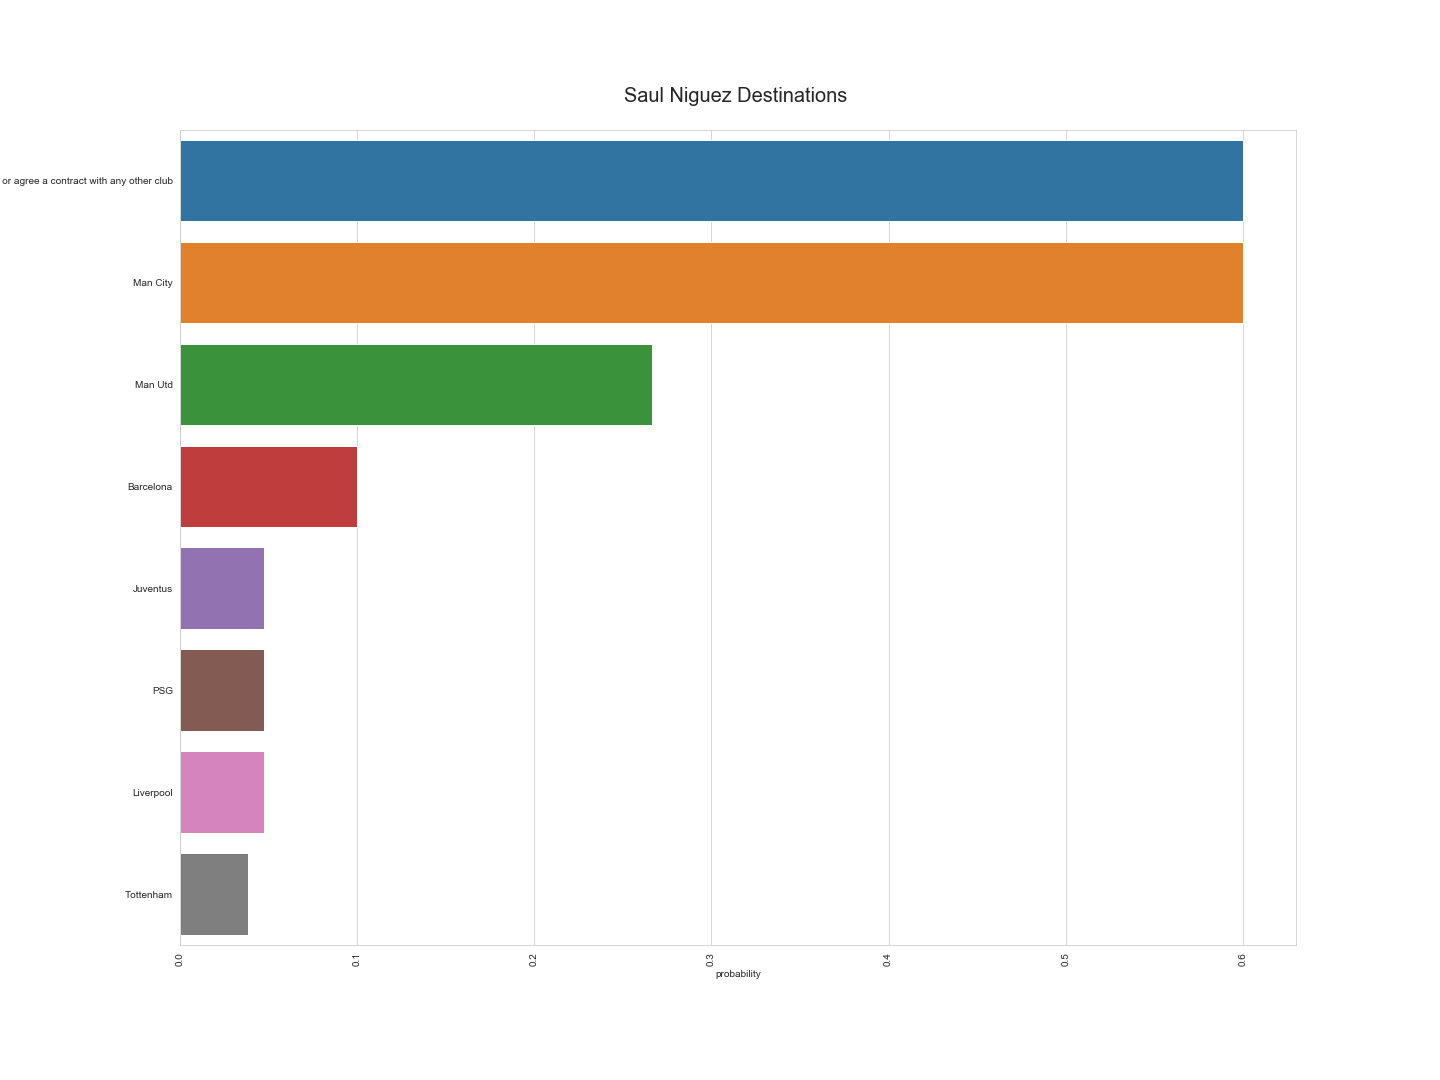 Saul Niguez Destinations
or agree a contract with any other club
Man City
Man Utd
Barcelona
Juventus
PSG
Liverpool
Tottenham
0.0
0.1
0.2
0.3
0.4
0.5
0.6
probability